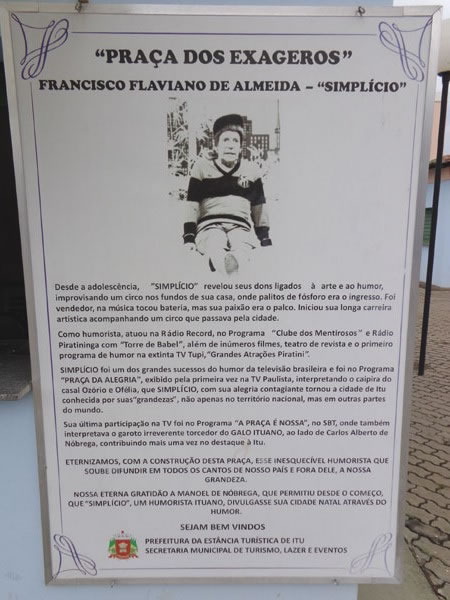 "PRAÇA DOS EXAGEROS"
FRANCISCO FLAVIANO DE ALMEIDA – "SIMPLÍCIO"
Desde a adolescência, "SIMPLÍCIO" revelou seus dons ligados à arte e ao humor,
improvisando um circo nos fundos de sua casa, onde palitos de fósforo era o ingresso. Foi
vendedor, na música tocou bateria, mas sua paixão era o palco. Iniciou sua longa carreira
artística acompanhando um circo que passava pela cidade.
Como humorista, atuou na Rádio Record, no Programa "Clube dos Mentirosos" e Rádio
Piratininga com "Torre de Babel", além de inúmeros filmes, teatro de revista e o primeiro
programa de humor na extinta TV Tupi,"Grandes Atrações Piratini".
SIMPLÍCIO foi um dos grandes sucessos do humor da televisão brasileira e foi no Programa
"PRAÇA DA ALEGRIA", exibido pela primeira vez na TV Paulista, interpretando o caipira do
casal Ozório e Ofélia, que SIMPLÍCIO, com sua alegria contagiante tornou a cidade de Itu
conhecida por suas"grandezas", não apenas no território nacional, mas em outras partes
do mundo.
Sua última participação na TV foi no Programa "A PRAÇA É NOSSA", no SBT, onde também
interpretava o garoto irreverente torcedor do GALO ITUANO, ao lado de Carlos Alberto de
Nóbrega, contribuindo mais uma vez no destaque à Itu.
ETERNIZAMOS, COM A CONSTRUÇÃO DESTA PRAÇA, ESSE INESQUECÍVEL HUMORISTA QUE
SOUBE DIFUNDIR EM TODOS OS CANTOS DE NOSSO PAÍS E FORA DELE, A NOSSA
GRANDEZA.
NOSSA ETERNA GRATIDÃO A MANOEL DE NÓBREGA, QUE PERMITIU DESDE O COMEÇO,
QUE "SIMPLÍCIO", UM HUMORISTA ITUANO, DIVULGASSE SUA CIDADE NATAL ATRAVÉS DO
HUMOR.
SEJAM BEM VINDOS
PREFEITURA DA ESTÂNCIA TURÍSTICA DE ITU
SECRETARIA MUNICIPAL DE TURISMO, LAZER E EVENTOS